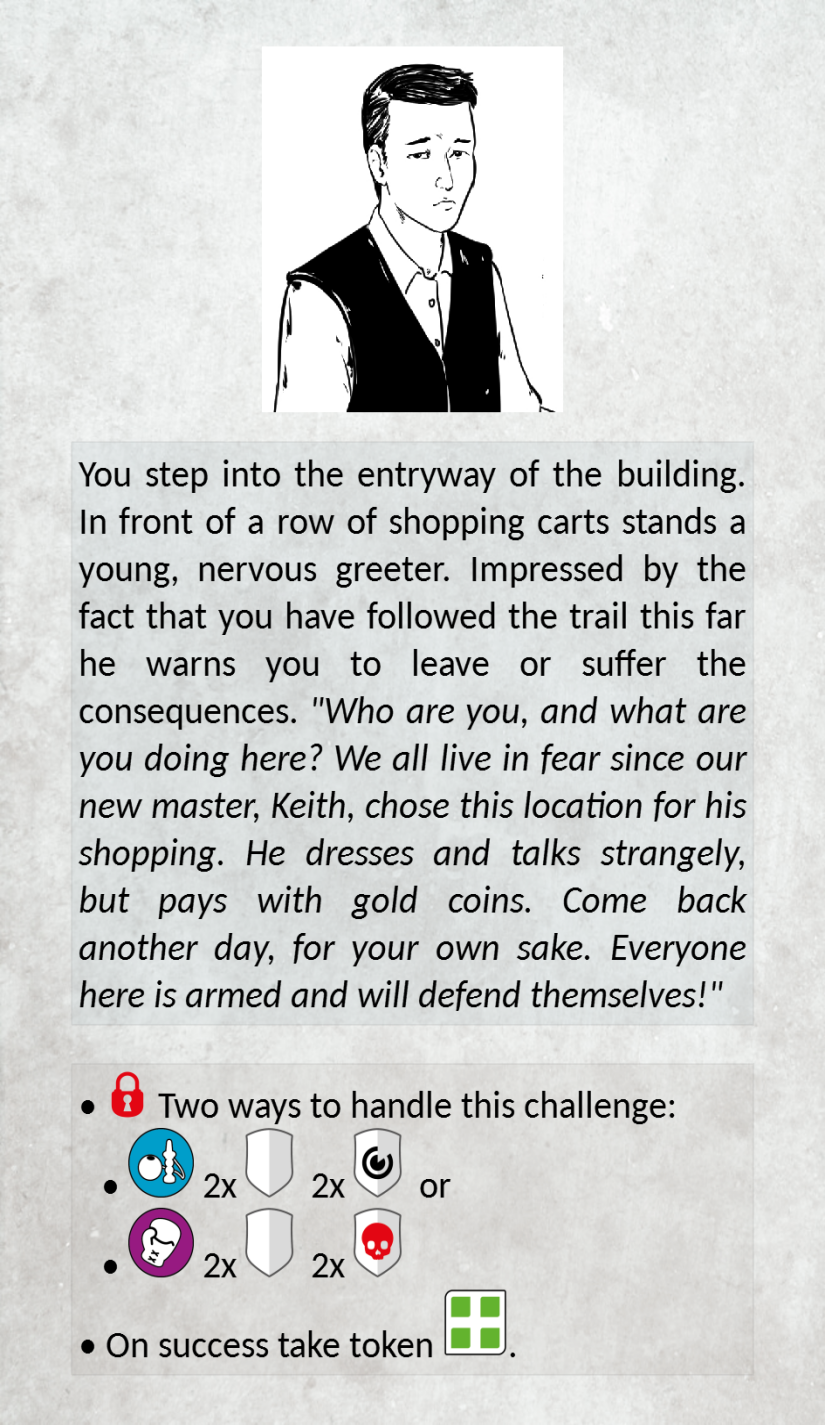 You step into the entryway of the building.
In front of a row of shopping carts stands a
young, nervous greeter. Impressed by the
fact that you have followed the trail this far
he warns you to leave or suffer the
consequences. "Who are you, and what are
you doing here? We all live in fear since our
new master, Keith, chose this location for his
shopping. He dresses and talks strangely,
but pays with gold coins. Come back
another day, for your own sake. Everyone
here is armed and will defend themselves!"
• Two ways to handle this challenge:
• 2x 2x or
• 2x 2x
• On success take token .